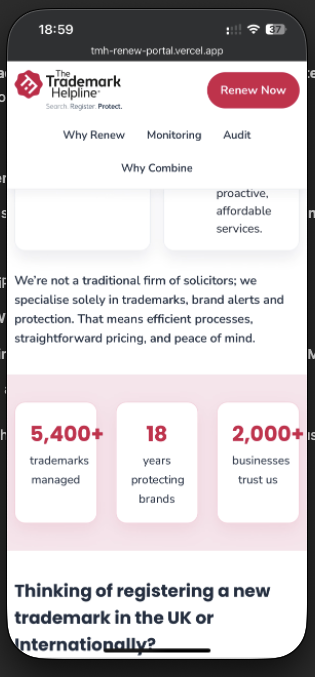 18:59
37
tmh-renew-portal.vercel.app
The
Trademark
Helpline
Search. Register. Protect.
Renew Now
Why Renew Monitoring Audit
Why Combine
proactive,
affordable
services.
We're not a traditional firm of solicitors; we
specialise solely in trademarks, brand alerts and
protection. That means efficient processes,
straightforward pricing, and peace of mind.
5,400+
trademarks
managed
18
years
protecting
brands
2,000+
businesses
trust us
Thinking of registering a new
trademark in the UK or
Internationally?